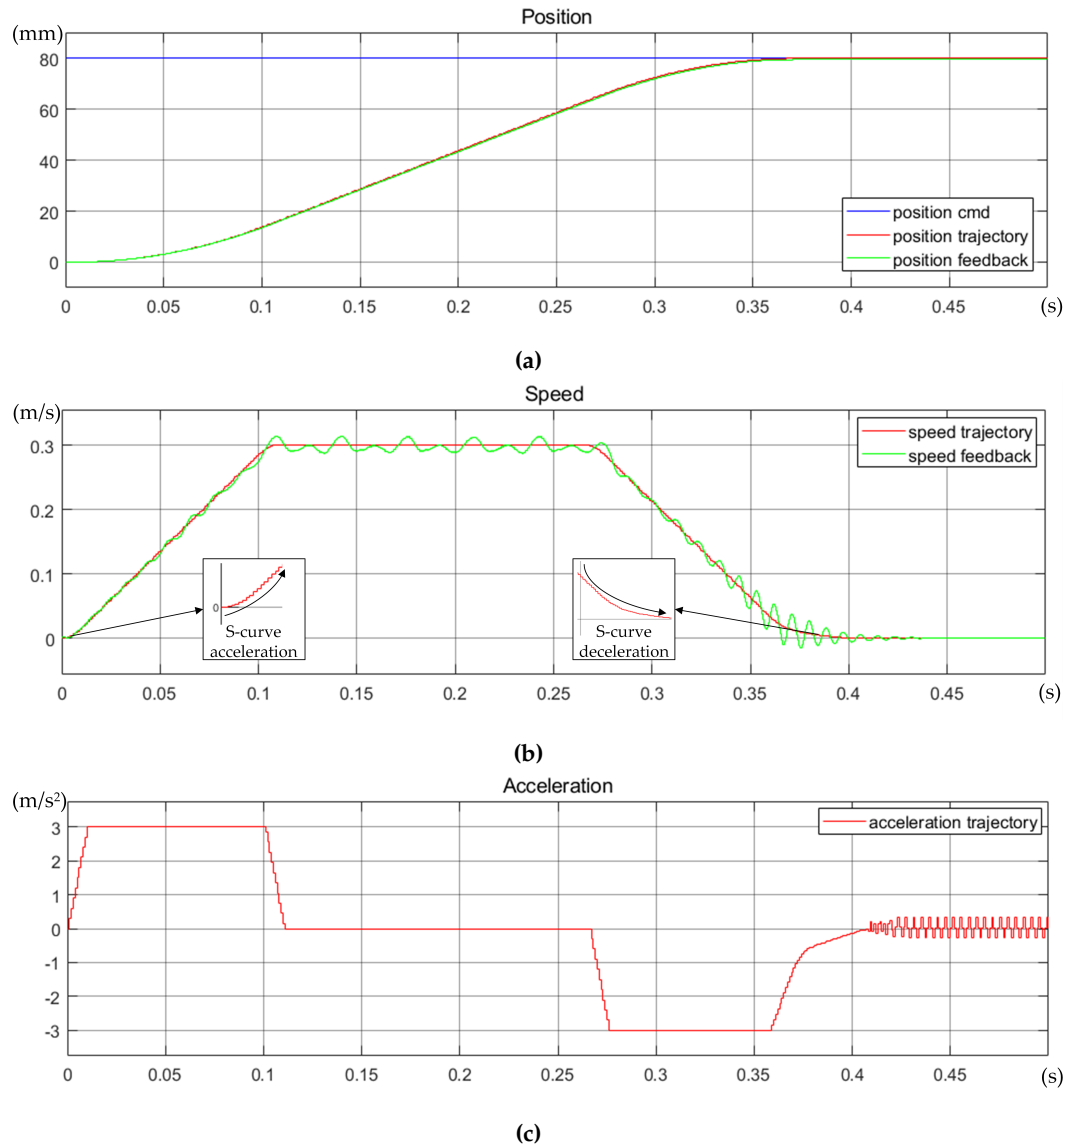 Position
(mm)
80
60
40
20
0
position cmd
position trajectory
position feedback
0 0.05 0.1 0.15 0.2 0.25 0.3 0.35 0.4 0.45 (s)
(a)
Speed
(m/s)
0.3
0.2
0.1
0
speed trajectory
speed feedback
0
S-curve
acceleration
S-curve
deceleration
0 0.05 0.1 0.15 0.2 0.25 0.3 0.35 0.4 0.45 (s)
(b)
Acceleration
(m/s²)
3
2
1
0
-1
-2
-3
acceleration trajectory
0 0.05 0.1 0.15 0.2 0.25 0.3 0.35 0.4 0.45 (s)
(c)